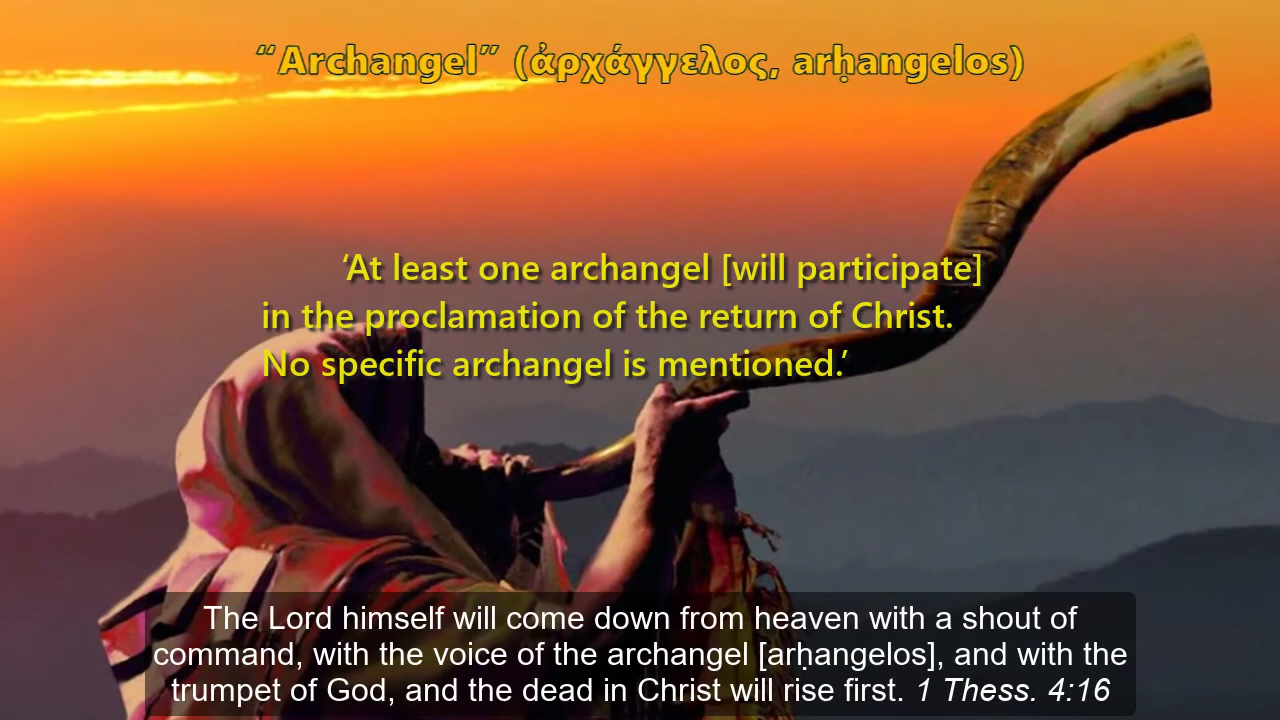 “Archangel” (ἀρχάγγελος, arḥangelos)
‘At least one archangel [will participate]
in the proclamation of the return of Christ.
No specific archangel is mentioned.’
The Lord himself will come down from heaven with a shout of
command, with the voice of the archangel [arḥangelos], and with the
trumpet of God, and the dead in Christ will rise first. 1 Thess. 4:16